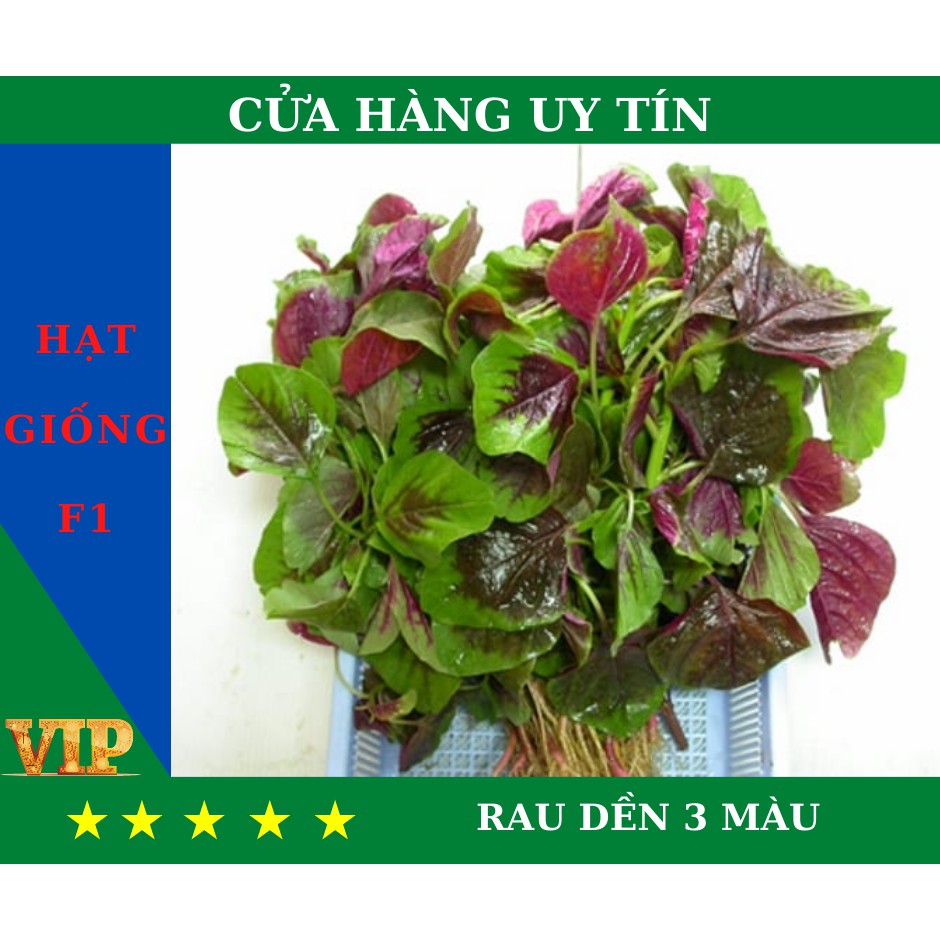 CỬA HÀNG UY TÍN
HẠT
GIỐNG
F1
VIP
RAU DỀN 3 MÀU